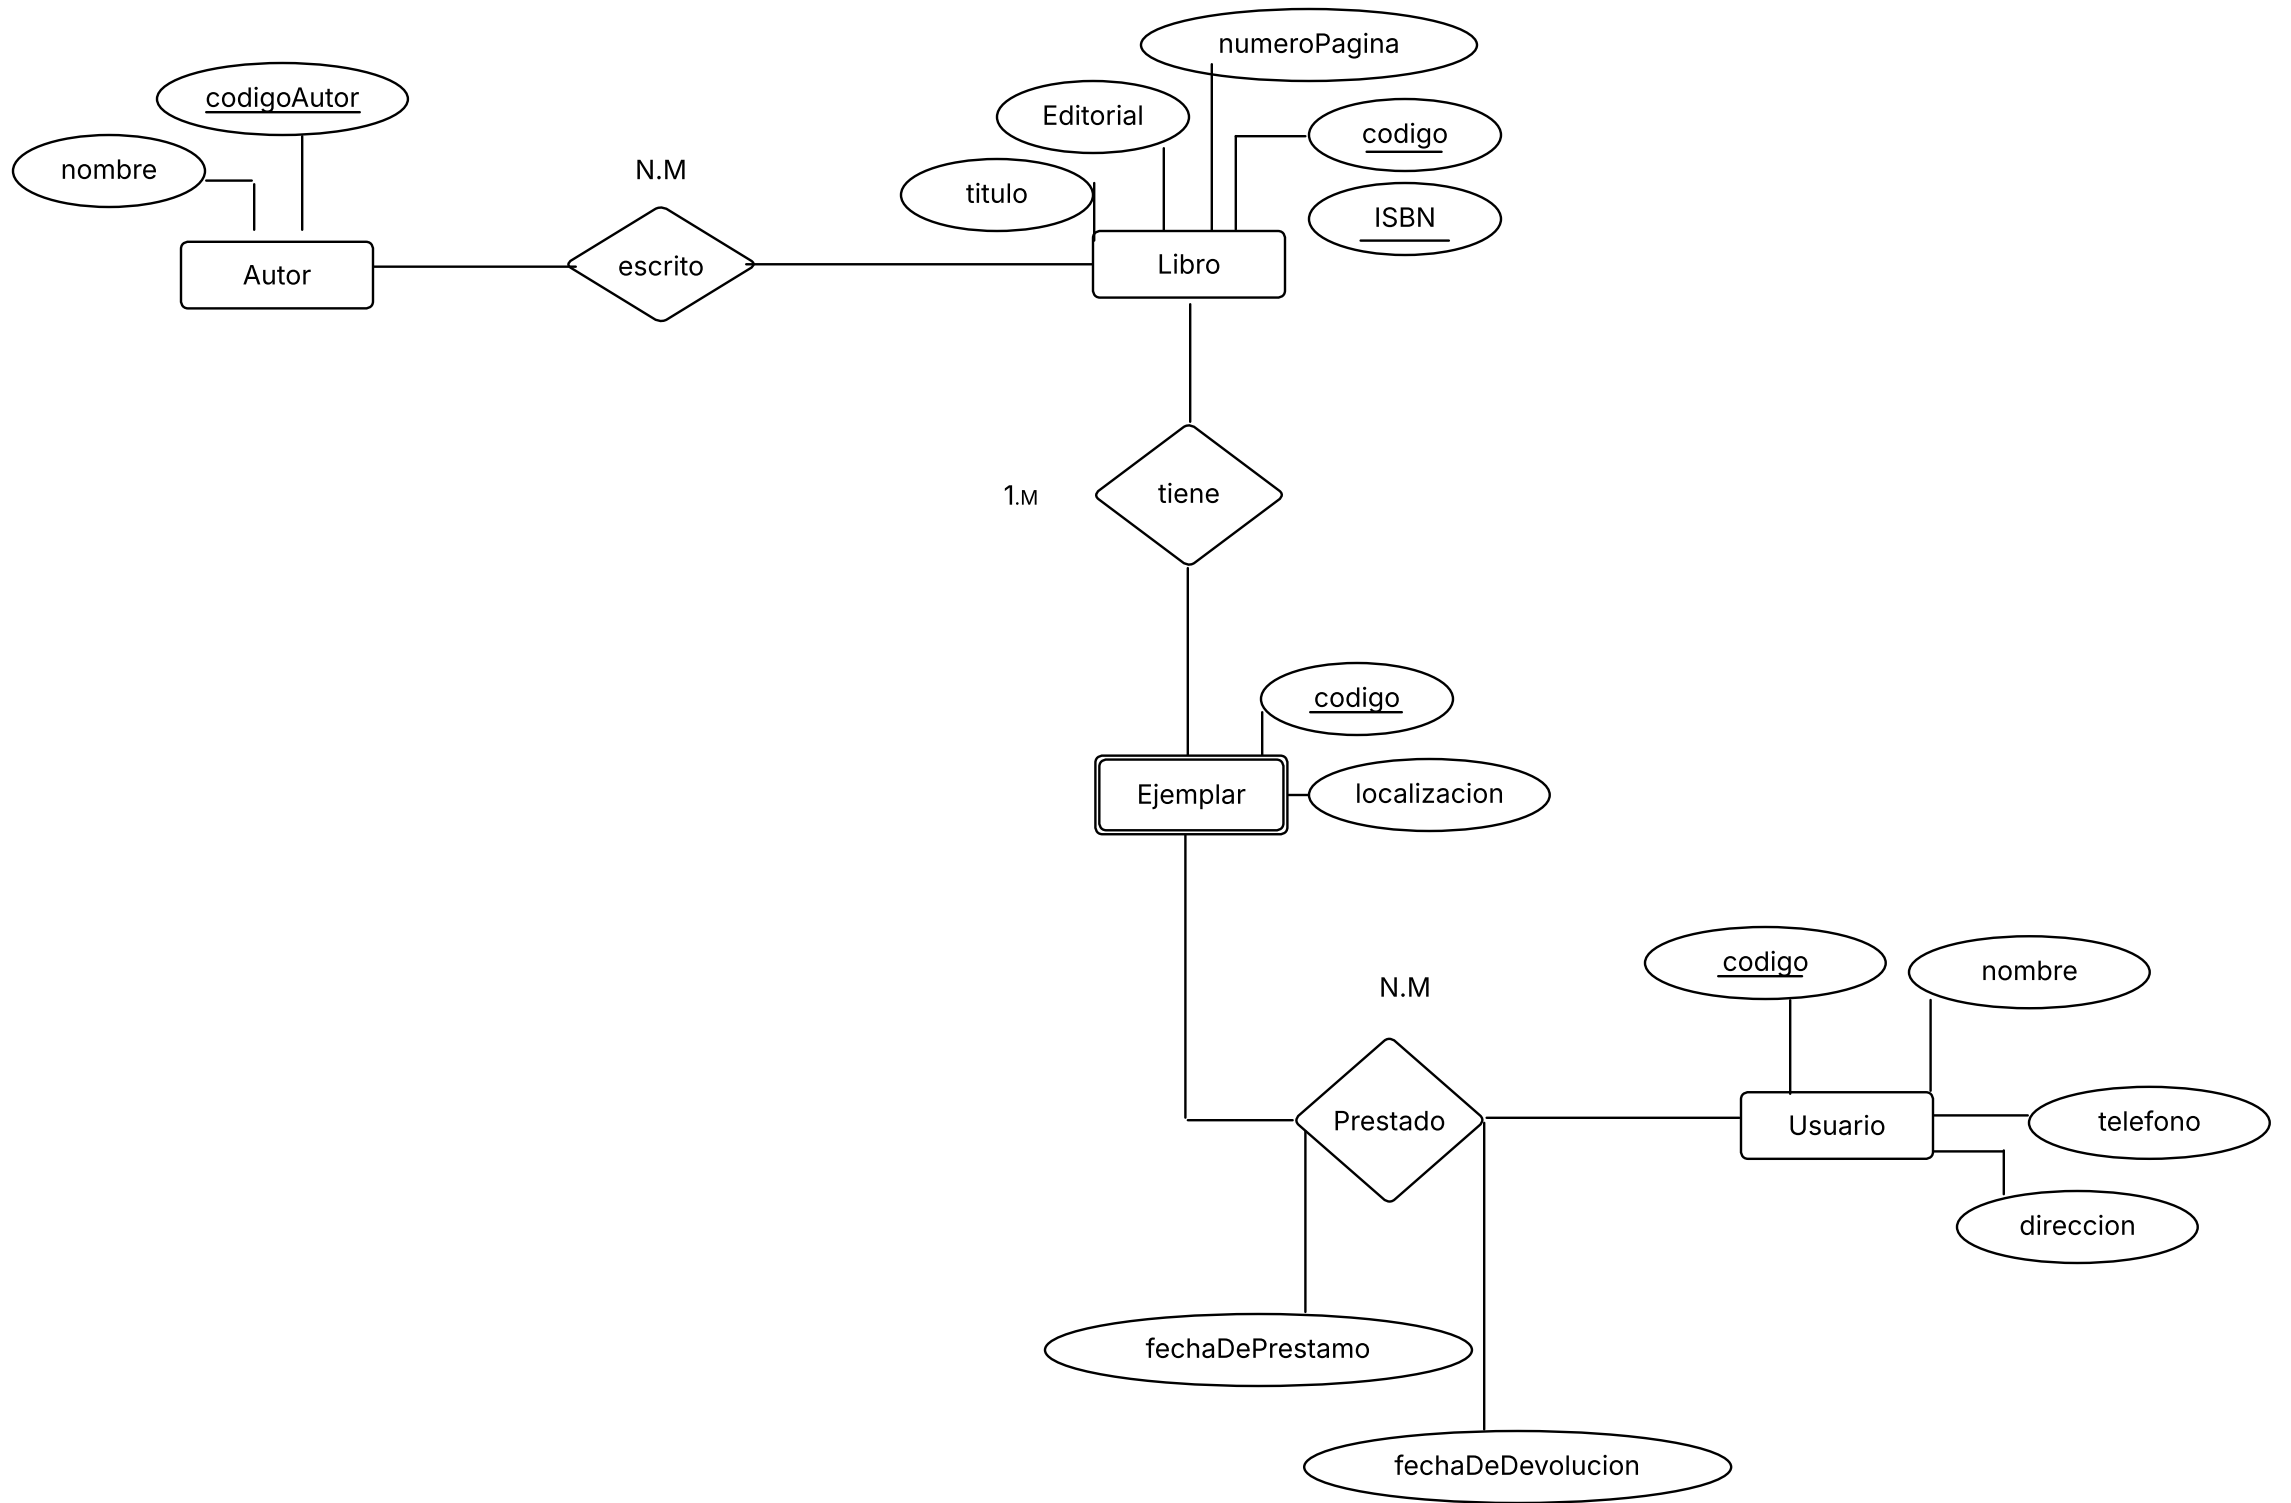 numeroPagina
codigoAutor
Editorial
codigo
nombre
N.M
titulo
ISBN
Autor
escrito
Libro
1.M
tiene
codigo
Ejemplar
localizacion
codigo
nombre
N.M
Prestado
Usuario
telefono
direccion
fechaDePrestamo
fechaDeDevolucion